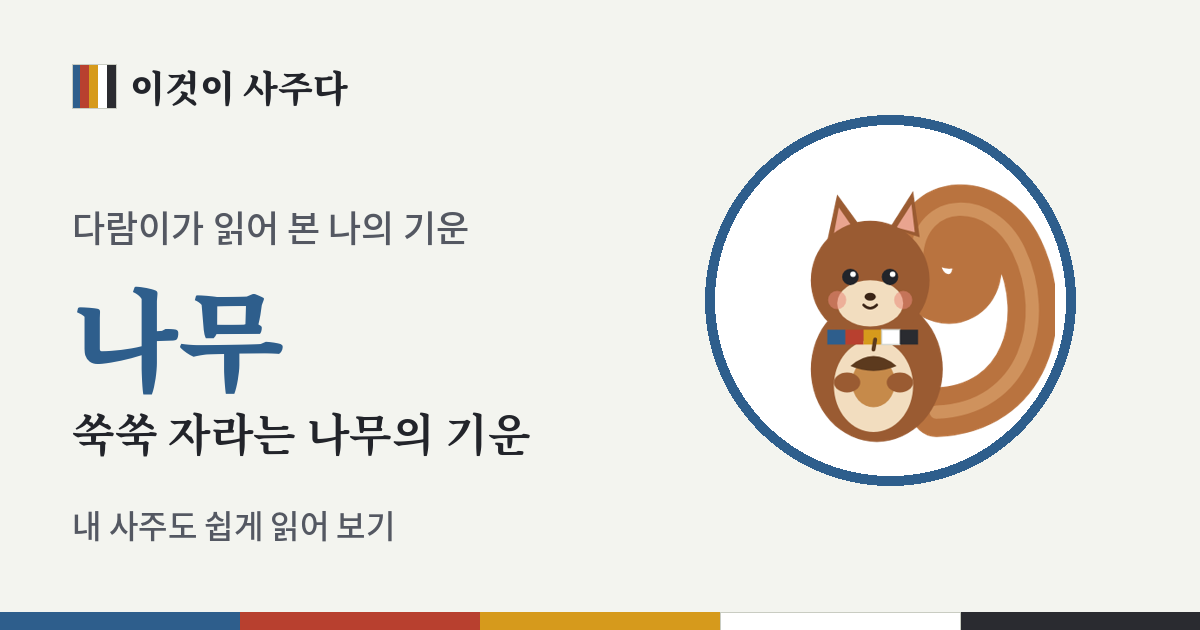 이것이 사주다
다람이가 읽어 본 나의 기운
나무
쑥쑥 자라는 나무의 기운
내 사주도 쉽게 읽어 보기